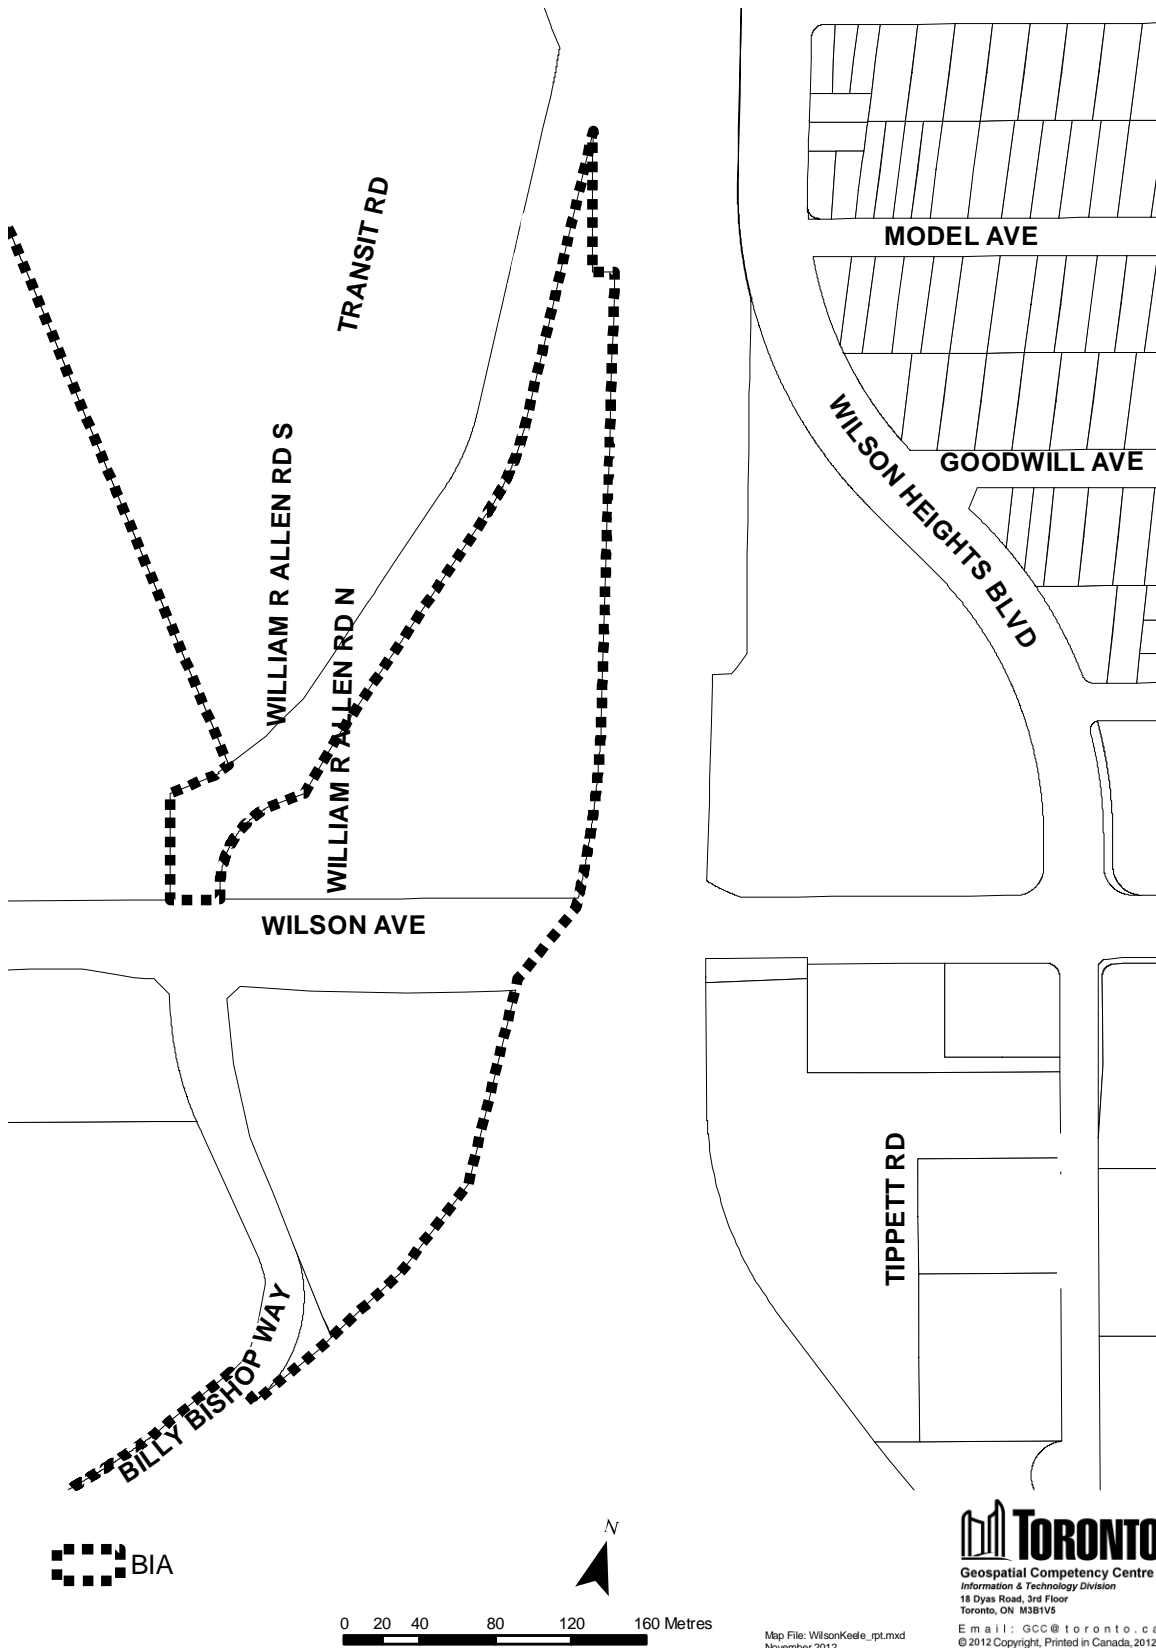 MODEL AVE
TRANSIT RD
WILSON HEIGHTS BLVD
GOODWILL AVE
WILLIAM R ALLEN RD S
WILLIAM R ALLEN RD N
WILSON AVE
TIPPETT RD
BILLY BISHOP WAY
BIA
N
0 20 40 80 120 160 Metres
TORONTO
Geospatial Competency Centre
Information & Technology Division
18 Dyas Road, 3rd Floor
Toronto, ON M3B1V5
Email: GCC@toronto.ca
© 2012 Copyright, Printed in Canada, 2012
Map File: WilsonKeele_rpt.mxd
November 2012